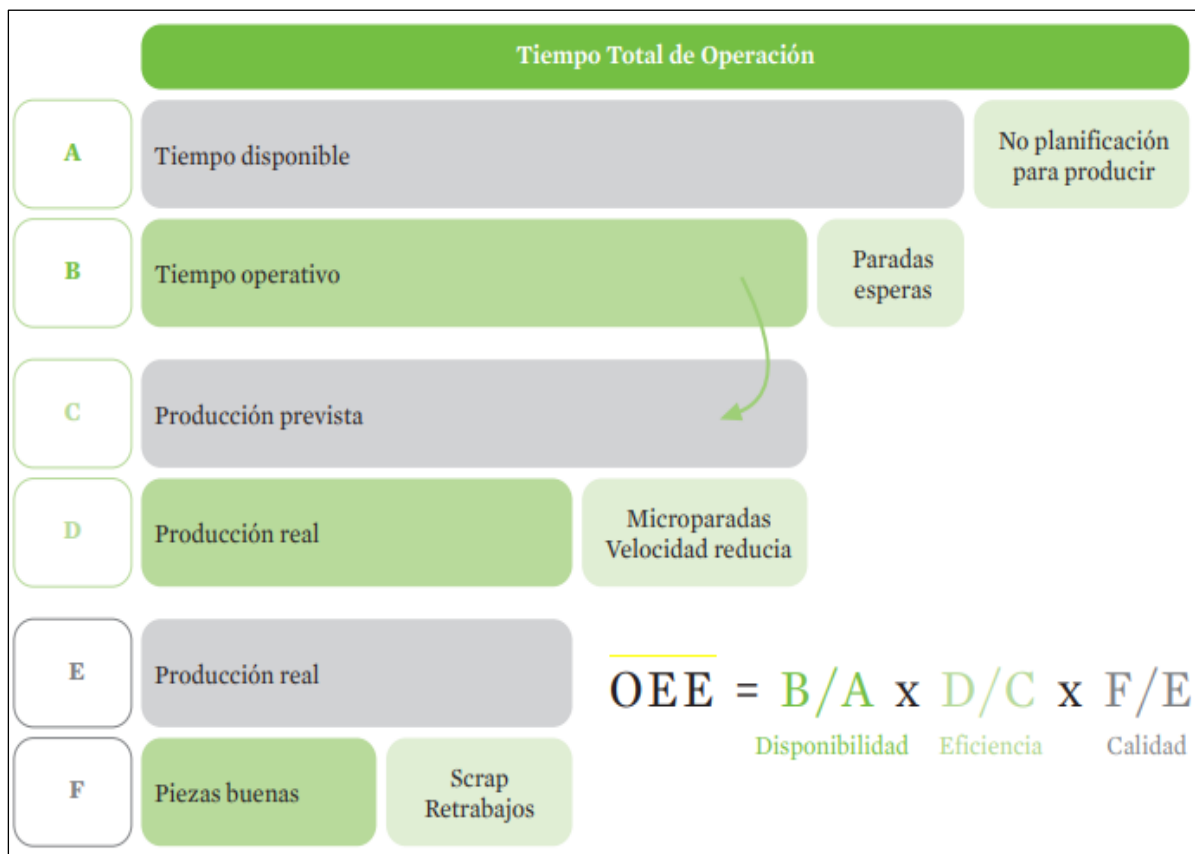 Tiempo Total de Operación
A
Tiempo disponible
No planificación
para producir
B
Tiempo operativo
Paradas
esperas
C
Producción prevista
D
Producción real
Microparadas
Velocidad reducia
E
Producción real
OEE = B/A x D/C x F/E
Disponibilidad Eficiencia Calidad
F
Piezas buenas
Scrap
Retrabajos